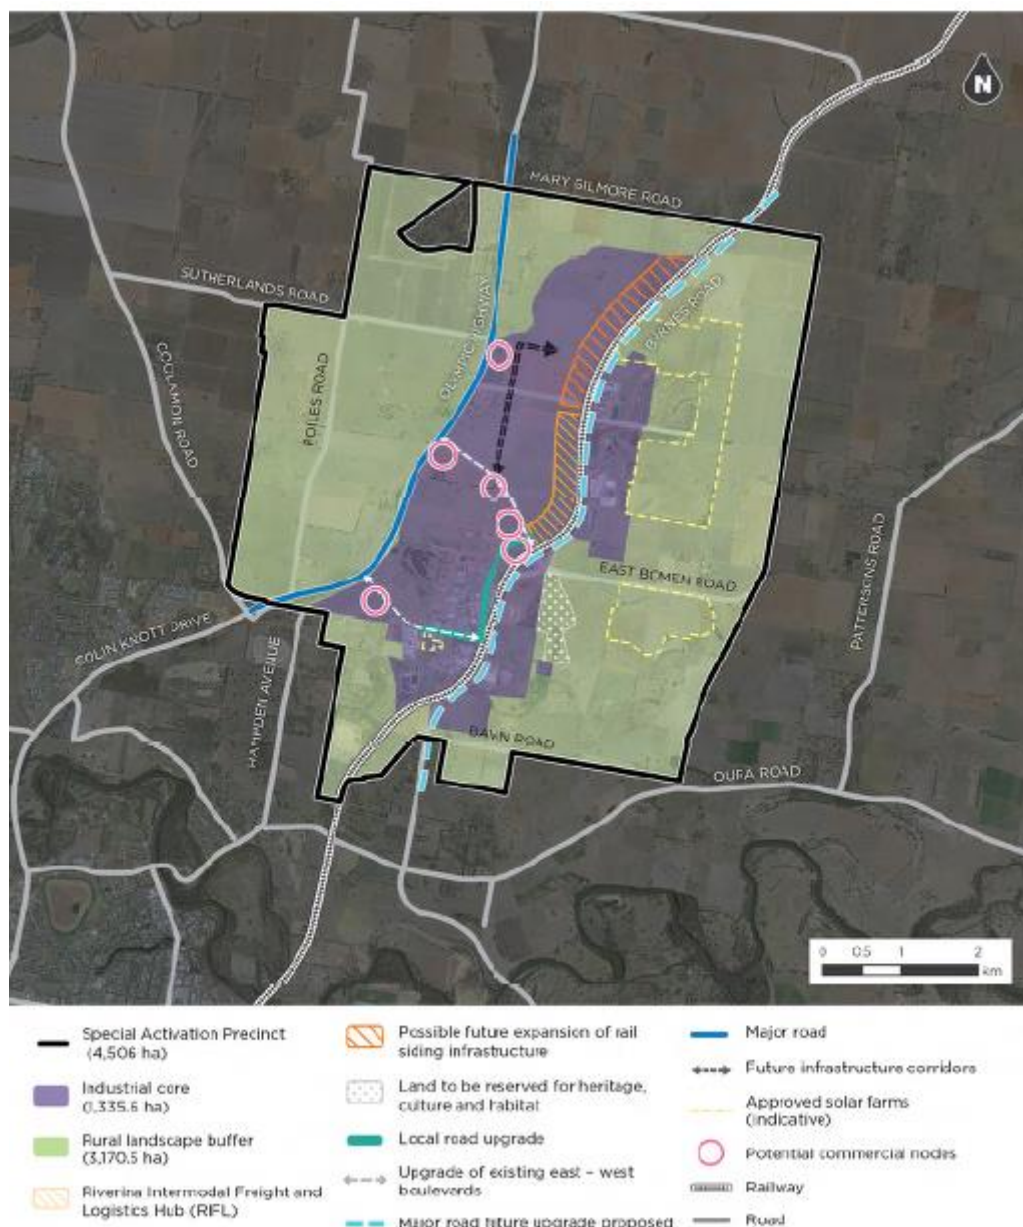 N
MARY GILMORE ROAD
SUTHERLANDS ROAD
OLYMPIC HIGHWAY
BYRNES ROAD
COOLAMON ROAD
POILES ROAD
PATTERSONS ROAD
EAST BOMEN ROAD
COLIN KNOTT DRIVE
HAMPDEN AVENUE
DAWN ROAD
OURA ROAD
0 0.5 1 2
km
Special Activation Precinct
(4,506 ha)
Industrial core
(1,335.6 ha)
Rural landscape buffer
(3,170.5 ha)
Riverina Intermodal Freight and
Logistics Hub (RIFL)
Possible future expansion of rail
siding infrastructure
Land to be reserved for heritage,
culture and habitat
Local road upgrade
Upgrade of existing east – west
boulevards
Major road future upgrade proposed
Major road
Future infrastructure corridors
Approved solar farms
(indicative)
Potential commercial nodes
Railway
Road